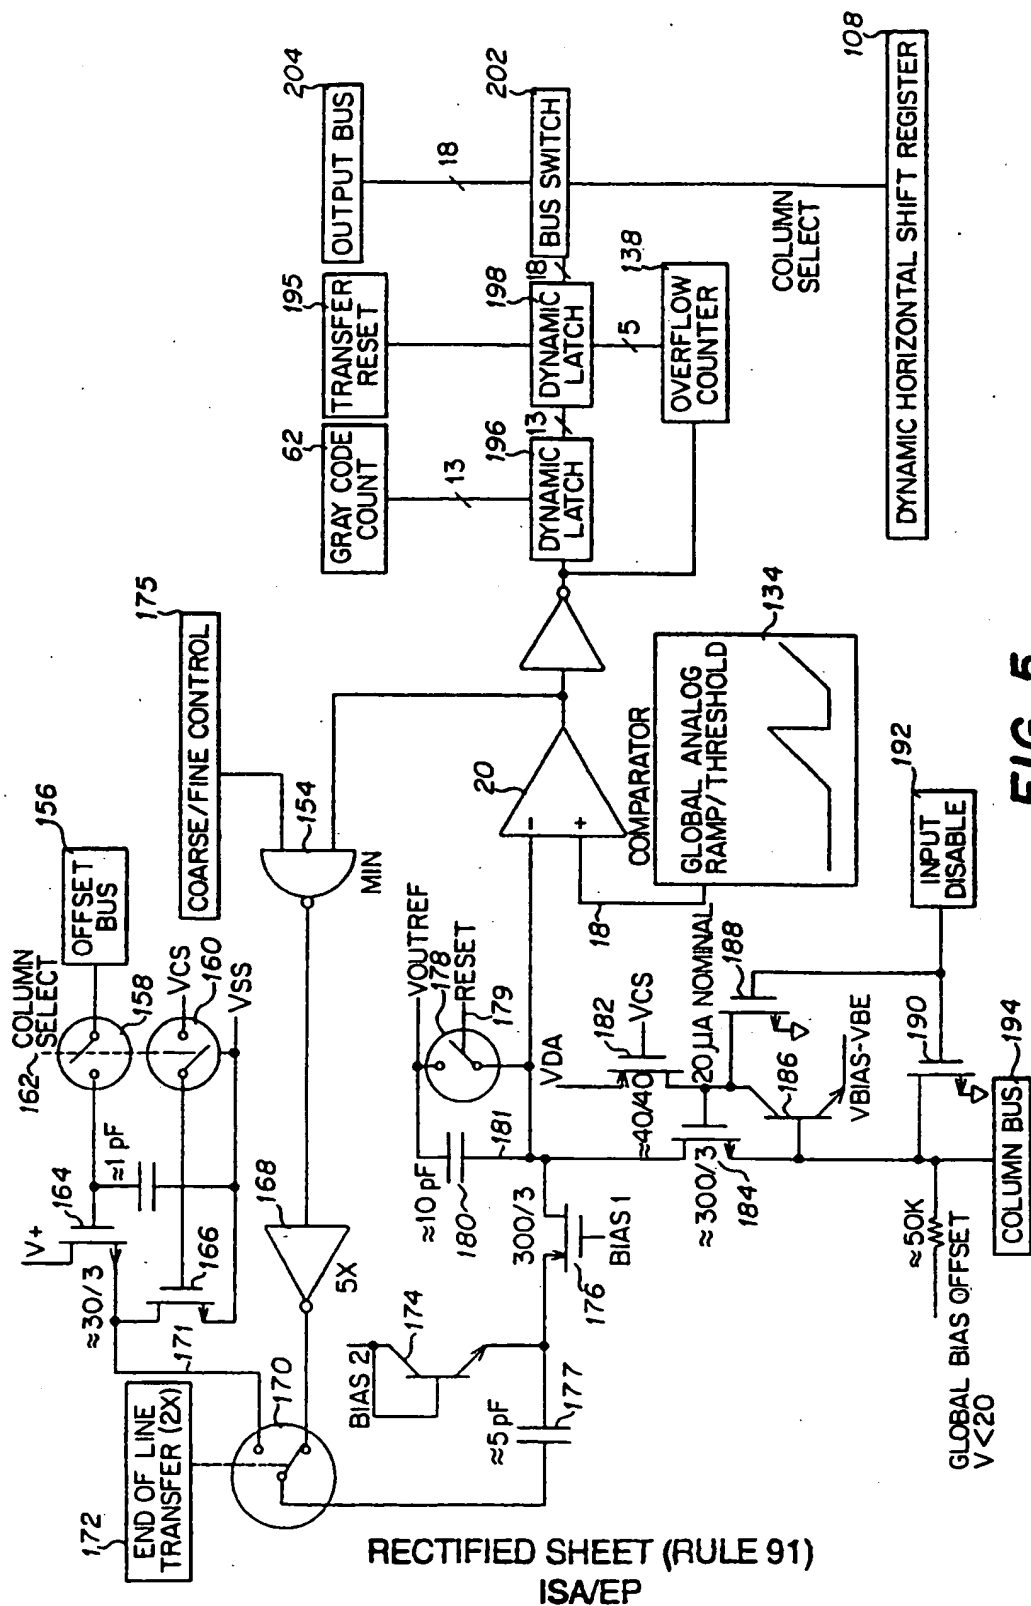 172
END OF LINE
TRANSFER (2X)
170
171
≈30/3
V+
164
166
≈1 pF
162
COLUMN
SELECT
158
OFFSET
BUS
156
VCS
160
VSS
COARSE/FINE CONTROL
175
168
5X
154
MIN
BIAS 2
174
≈5pF
177
176
BIAS 1
300/3
≈10 pF
180
181
VOUTREF
178
RESET
179
VDA
182
VCS
≈40/40
20 µA NOMINAL
≈300/3
184
186
188
VBIAS-VBE
190
INPUT
DISABLE
192
COLUMN BUS
194
≈50K
GLOBAL BIAS OFFSET
V<20
20
-
+
COMPARATOR
18
GLOBAL ANALOG
RAMP/THRESHOLD
134
GRAY CODE
COUNT
62
13
DYNAMIC
LATCH
196
13
TRANSFER
RESET
195
DYNAMIC
LATCH
198
18
5
OVERFLOW
COUNTER
138
OUTPUT BUS
204
18
BUS SWITCH
202
COLUMN
SELECT
DYNAMIC HORIZONTAL SHIFT REGISTER
108
FIG. 5
RECTIFIED SHEET (RULE 91)
ISA/EP